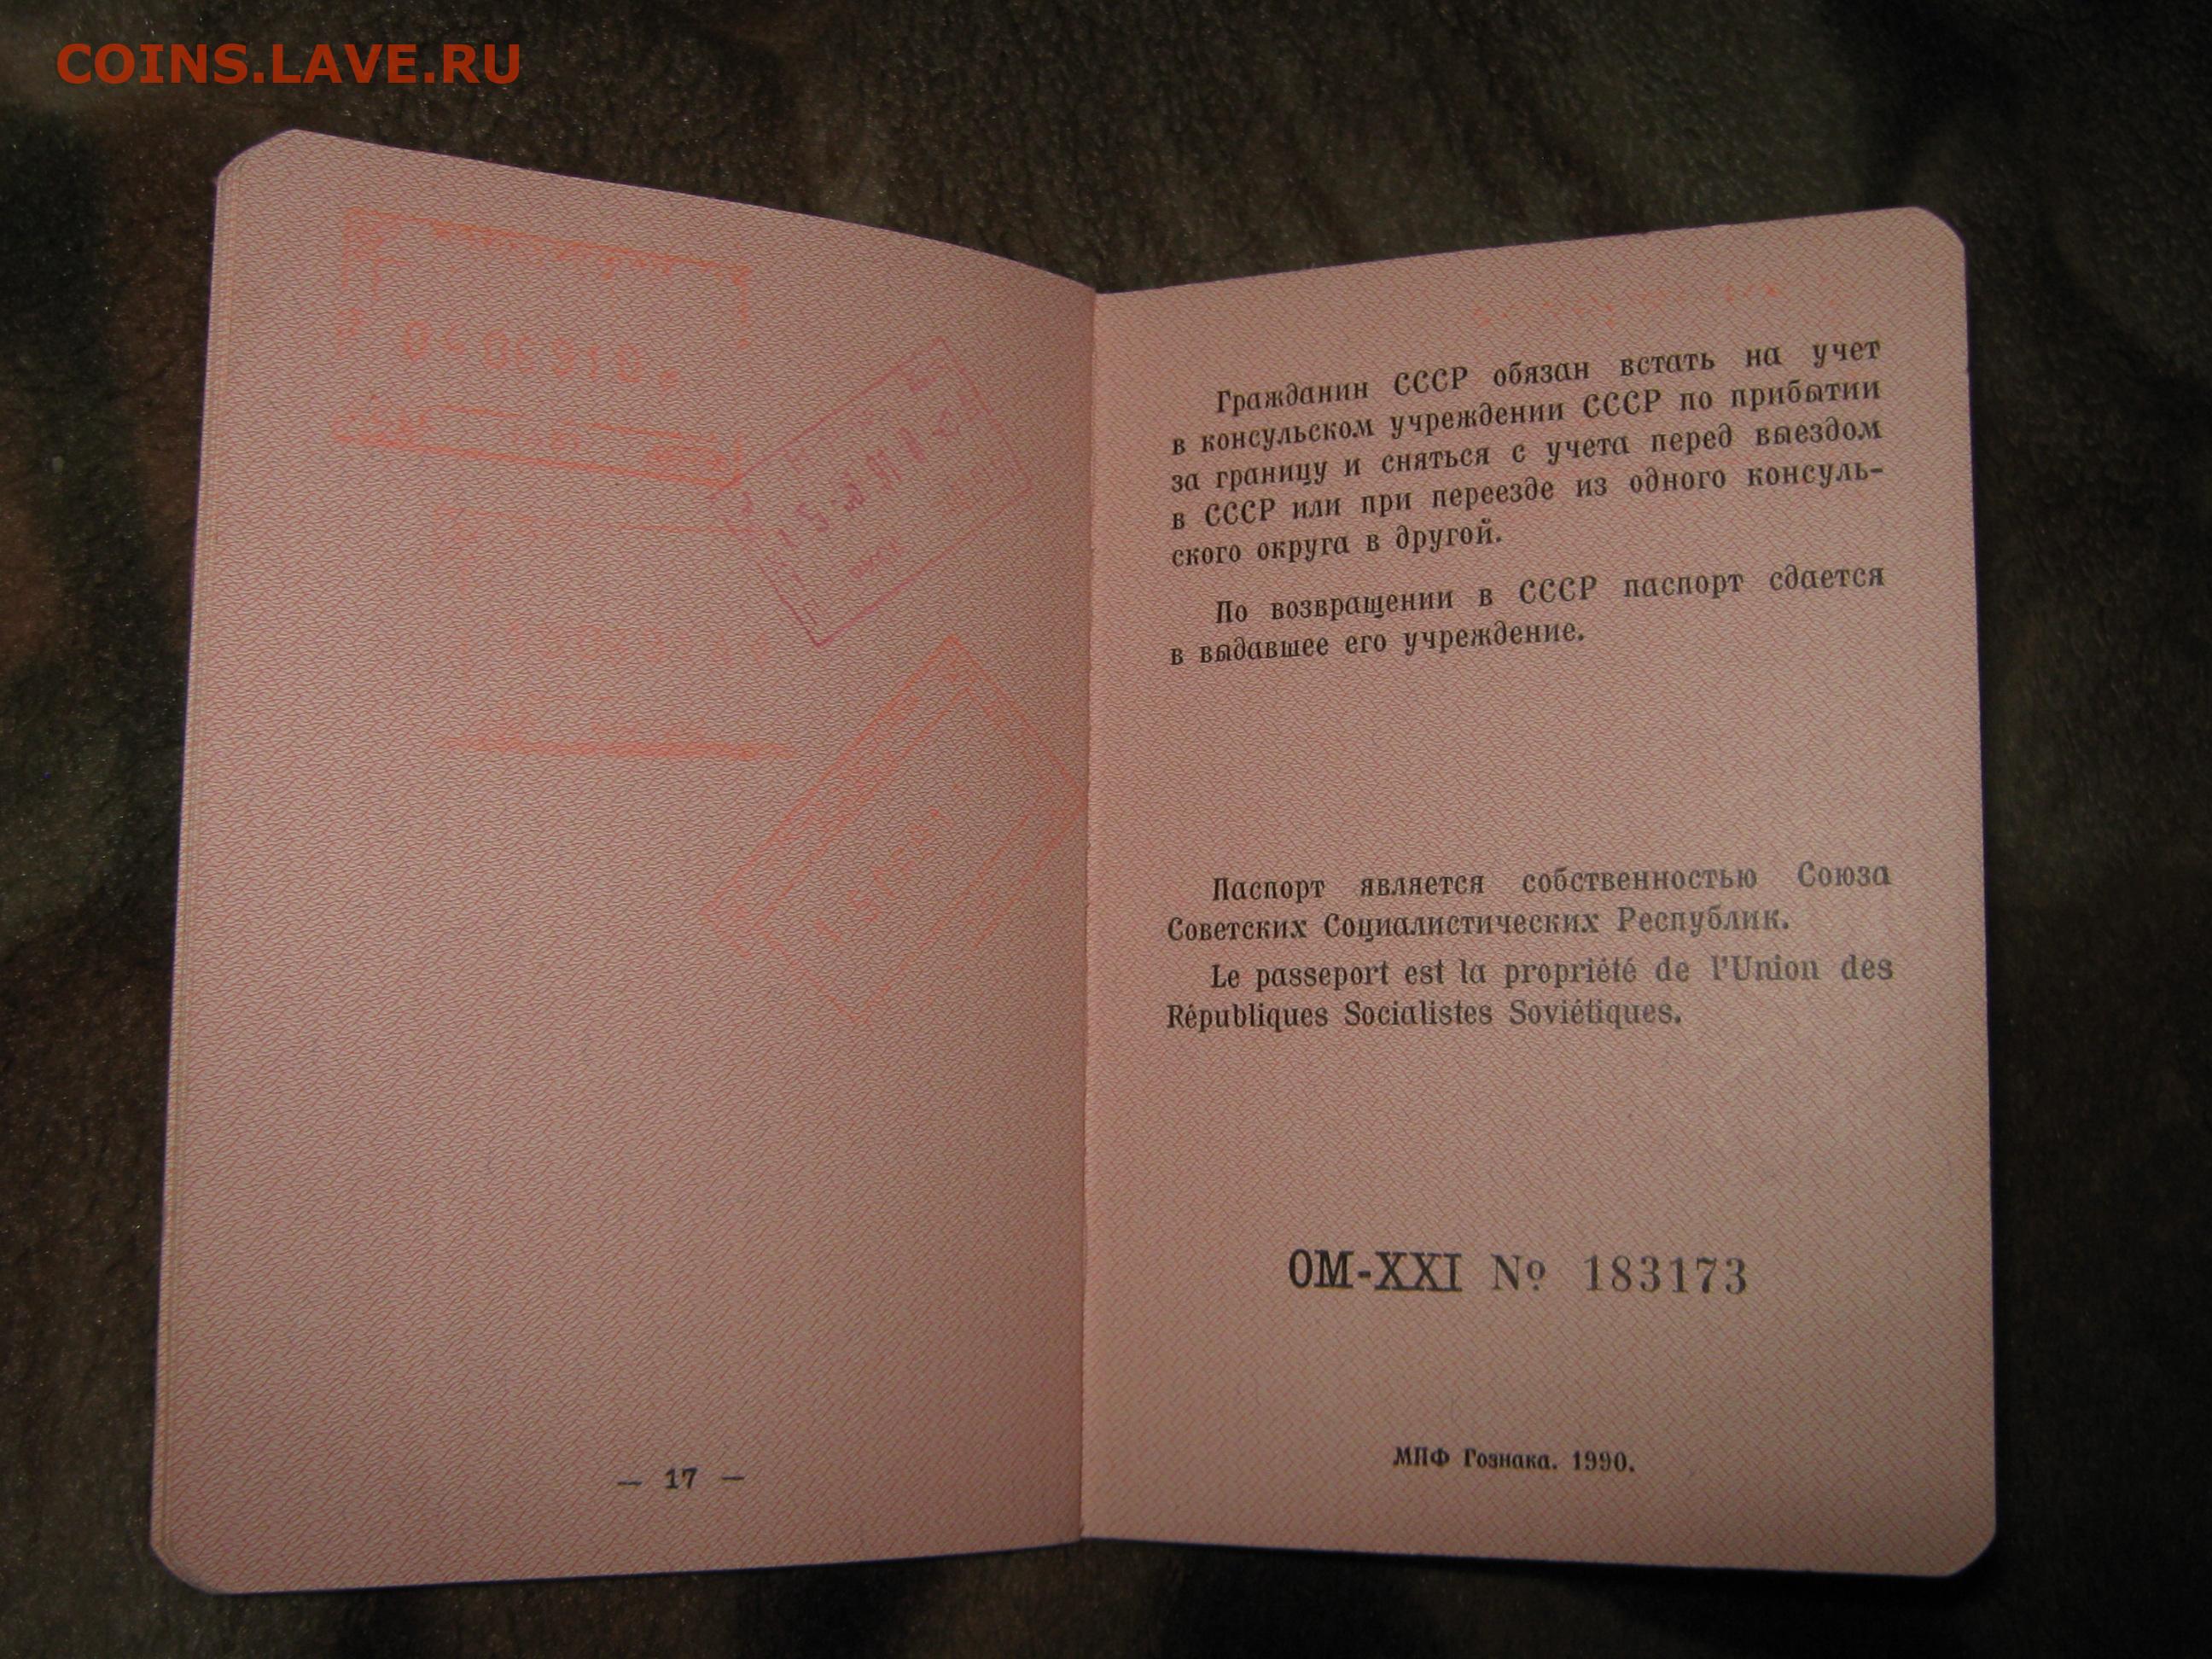 COINS.LAVE.RU
— 17 —
Гражданин СССР обязан встать на учет
в консульском учреждении СССР по прибытии
за границу и сняться с учета перед выездом
в СССР или при переезде из одного консуль-
ского округа в другой.
По возвращении в СССР паспорт сдается
в выдавшее его учреждение.
Паспорт является собственностью Союза
Советских Социалистических Республик.
Le passeport est la propriété de l'Union des
Républiques Socialistes Soviétiques.
ОМ-XXI № 183173
МПФ Гознака. 1990.